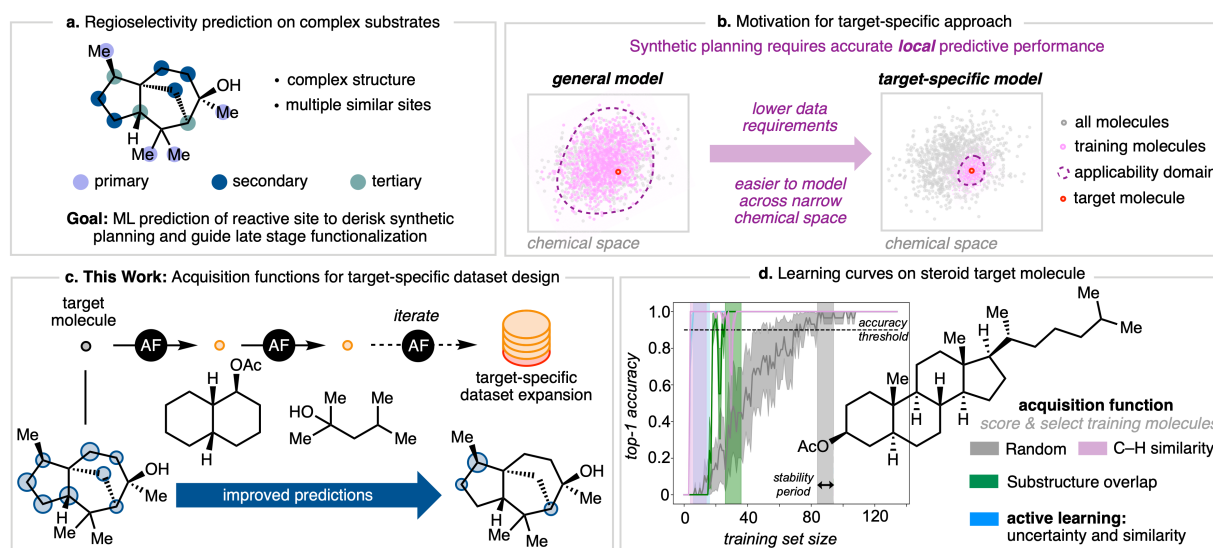 a. Regioselectivity prediction on complex substrates
Me
OH
Me
H
Me Me
• complex structure
• multiple similar sites
primary
secondary
tertiary
Goal: ML prediction of reactive site to derisk synthetic
planning and guide late stage functionalization
b. Motivation for target-specific approach
Synthetic planning requires accurate local predictive performance
general model
target-specific model
lower data
requirements
easier to model
across narrow
chemical space
chemical space
chemical space
all molecules
training molecules
applicability domain
target molecule
c. This Work: Acquisition functions for target-specific dataset design
target
molecule
AF
AF
iterate
AF
target-specific
dataset expansion
H
OAc
H
HO
Me
Me
Me
Me
Me
OH
Me
H
Me
Me
improved predictions
Me
OH
Me
H
Me
Me
d. Learning curves on steroid target molecule
top-1 accuracy
1.0
0.8
0.6
0.4
0.2
0
0
40
80
120
training set size
accuracy
threshold
stability
period
Me
Me
Me
H
Me
H
Me
H
H
H
H
AcO
acquisition function
score & select training molecules
Random
C–H similarity
Substructure overlap
active learning:
uncertainty and similarity